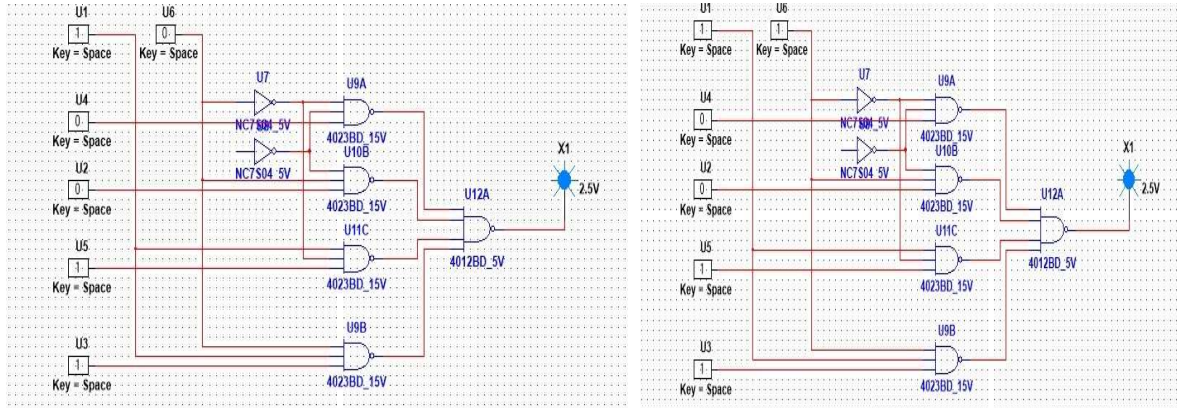 U1
1
Key = Space
U6
0
Key = Space
U4
0
Key = Space
U2
0
Key = Space
U5
1
Key = Space
U3
1
Key = Space
U7
NC7S04_5V
NC7S04_5V
U9A
4023BD_15V
U10B
4023BD_15V
U11C
4023BD_15V
U9B
4023BD_15V
U12A
4012BD_5V
X1
2.5V
U1
1
Key = Space
U6
1
Key = Space
U4
0
Key = Space
U2
0
Key = Space
U5
1
Key = Space
U3
1
Key = Space
U7
NC7S04_5V
NC7S04_5V
U9A
4023BD_15V
U10B
4023BD_15V
U11C
4023BD_15V
U9B
4023BD_15V
U12A
4012BD_5V
X1
2.5V